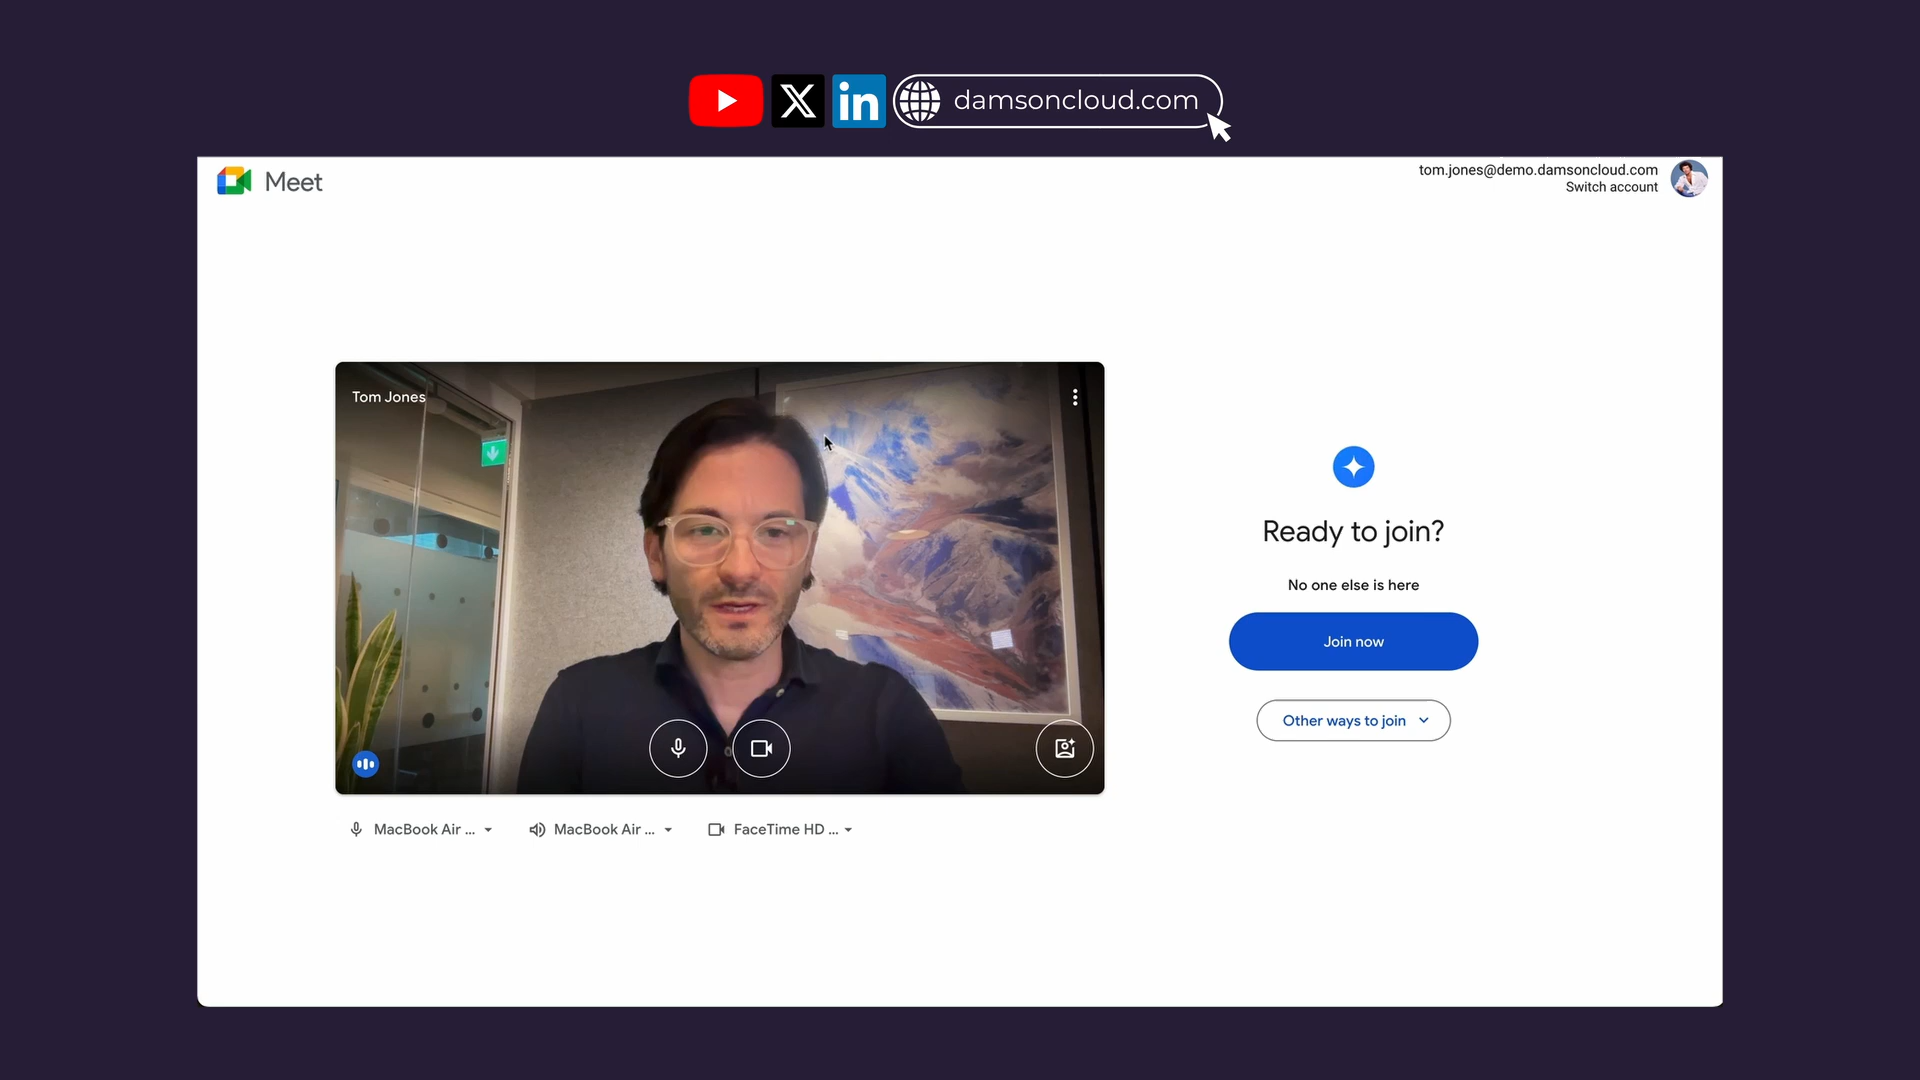 in damsoncloud.com
Meet
tom.jones@demo.damsoncloud.com
Switch account
Tom Jones
Ready to join?
No one else is here
Join now
Other ways to join
MacBook Air ...
MacBook Air ...
FaceTime HD ...